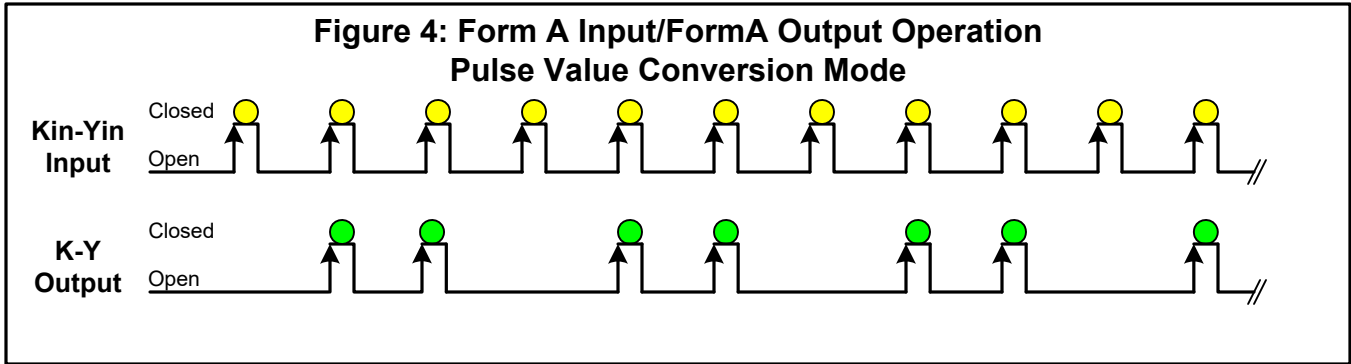 Figure 4: Form A Input/FormA Output Operation
Pulse Value Conversion Mode
Kin-Yin
Input
Closed
Open
K-Y
Output
Closed
Open